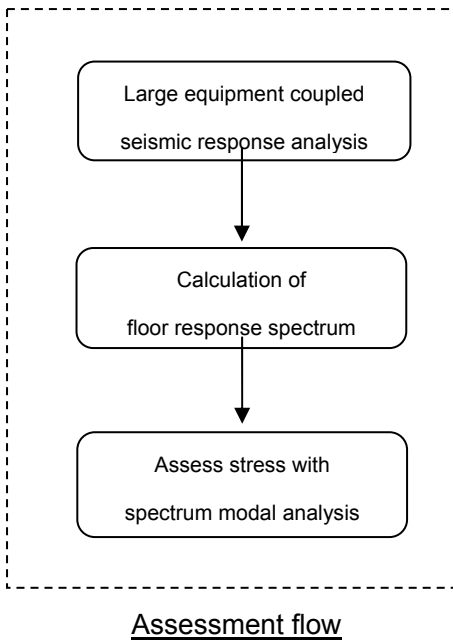 Large equipment coupled
seismic response analysis
Calculation of
floor response spectrum
Assess stress with
spectrum modal analysis
Assessment flow